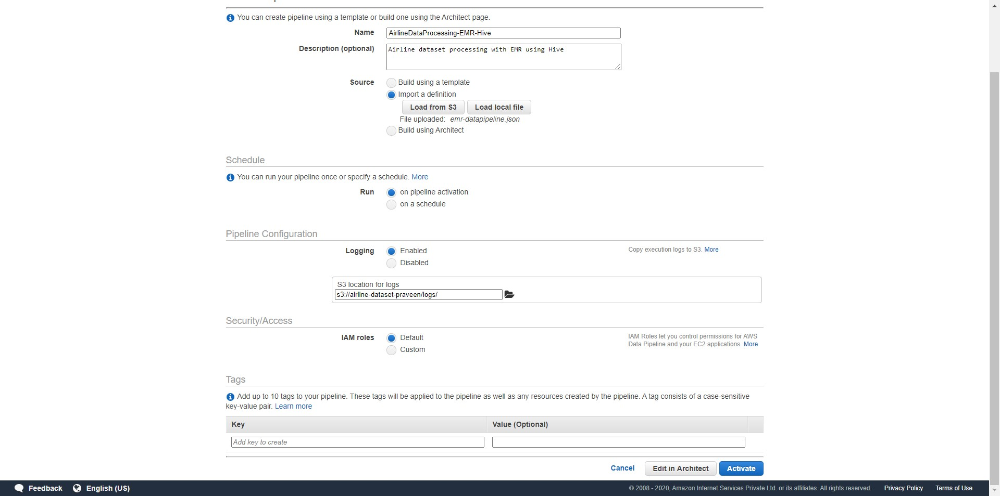 You can create pipeline using a template or build one using the Architect page.
Name
AirlineDataProcessing-EMR-Hive
Description (optional)
Airline dataset processing with EMR using Hive
Source
Build using a template
Import a definition
Load from S3
Load local file
File uploaded: emr-datapipeline.json
Build using Architect
Schedule
You can run your pipeline once or specify a schedule. More
Run
on pipeline activation
on a schedule
Pipeline Configuration
Logging
Enabled
Copy execution logs to S3. More
Disabled
S3 location for logs
s3://airline-dataset-praveen/logs/
Security/Access
IAM roles
Default
IAM Roles let you control permissions for AWS
Data Pipeline and your EC2 applications. More
Custom
Tags
Add up to 10 tags to your pipeline. These tags will be applied to the pipeline as well as any resources created by the pipeline. A tag consists of a case-sensitive
key-value pair. Learn more
Key
Value (Optional)
Add key to create
Cancel
Edit in Architect
Activate
Feedback
English (US)
© 2008 - 2020, Amazon Internet Services Private Ltd. or its affiliates. All rights reserved.
Privacy Policy
Terms of Use